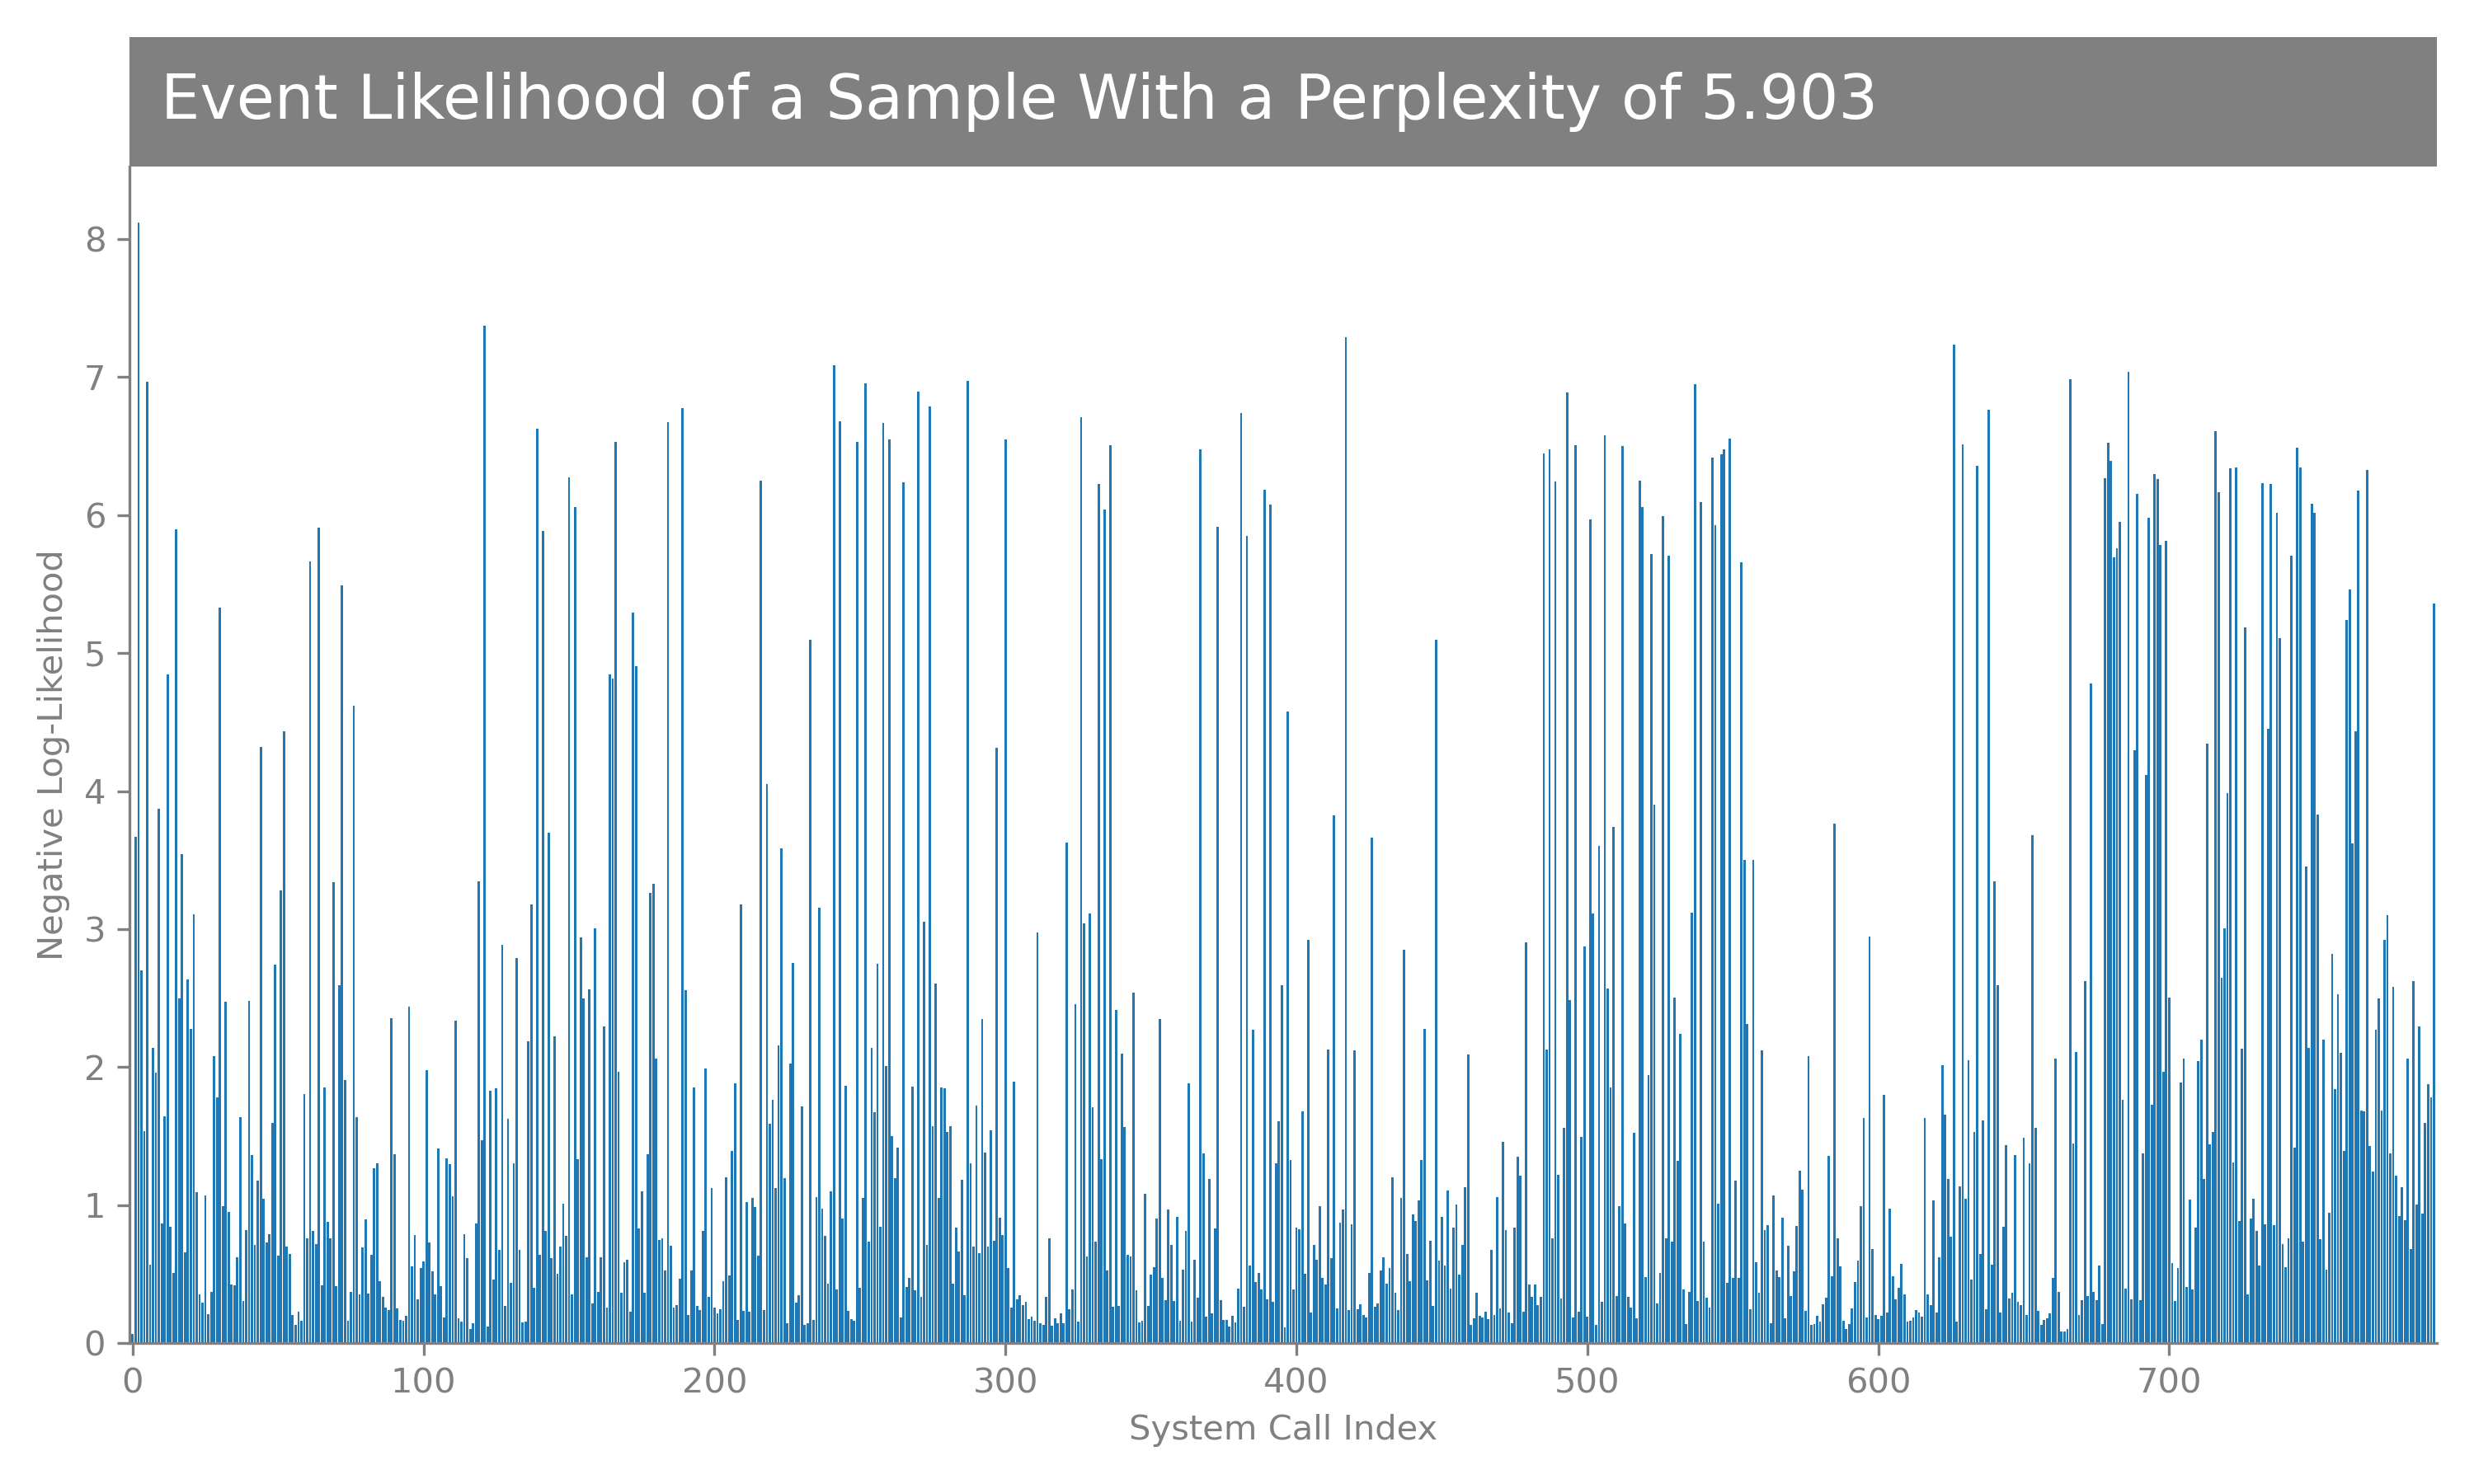 Event Likelihood of a Sample With a Perplexity of 5.903
8
7
6
5
4
3
2
1
0
Negative Log-Likelihood
0 100 200 300 400 500 600 700
System Call Index